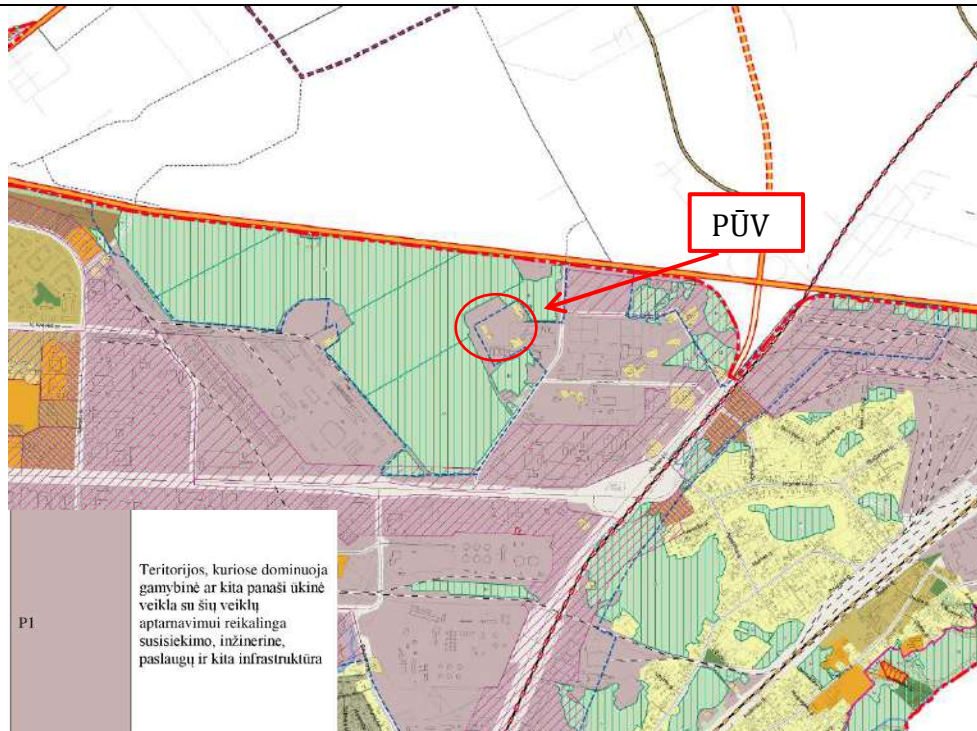 PŪV
P1
Teritorijos, kuriose dominuoja
gamybinė ar kita panaši ūkinė
veikla su šių veiklų
aptarnavimui reikalinga
susisiekimo, inžinerine,
paslaugų ir kita infrastruktūra